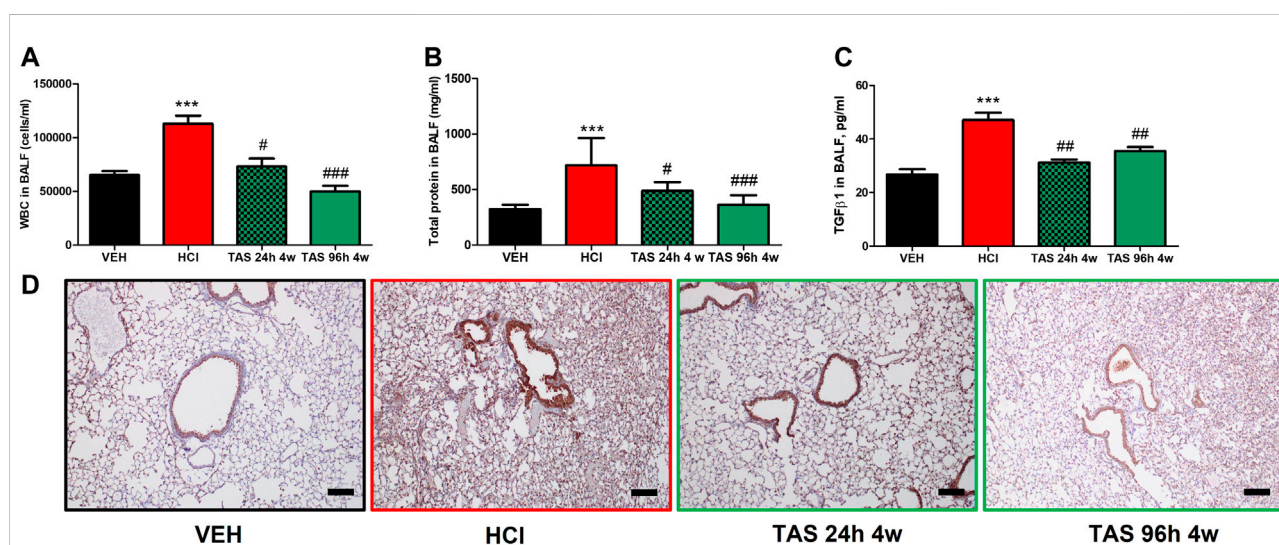 A
WBC in BALF (cells/ml)
150000
100000
50000
0
***
#
###
VEH
HCl
TAS 24h 4w
TAS 96h 4w
B
Total protein in BALF (mg/ml)
1500
1000
500
0
***
#
###
VEH
HCl
TAS 24h 4 w
TAS 96h 4w
C
TGFβ1 in BALF, pg/ml
60
40
20
0
***
##
##
VEH
HCl
TAS 24h 4w
TAS 96h 4w
D
VEH
HCl
TAS 24h 4w
TAS 96h 4w